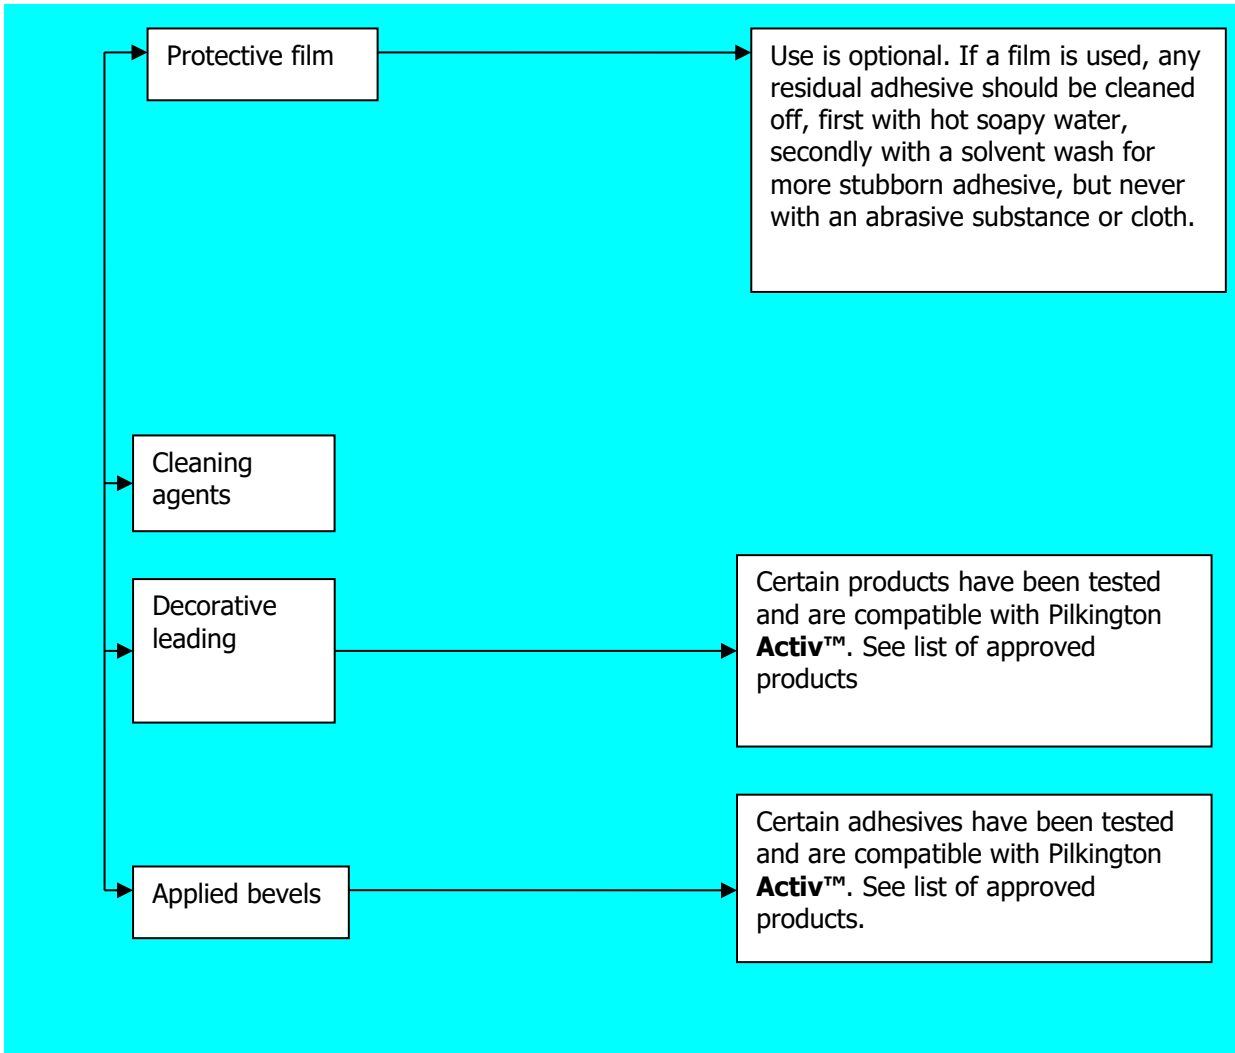 Protective film
Use is optional. If a film is used, any
residual adhesive should be cleaned
off, first with hot soapy water,
secondly with a solvent wash for
more stubborn adhesive, but never
with an abrasive substance or cloth.
Cleaning
agents
Decorative
leading
Certain products have been tested
and are compatible with Pilkington
Activ™. See list of approved
products
Applied bevels
Certain adhesives have been tested
and are compatible with Pilkington
Activ™. See list of approved
products.